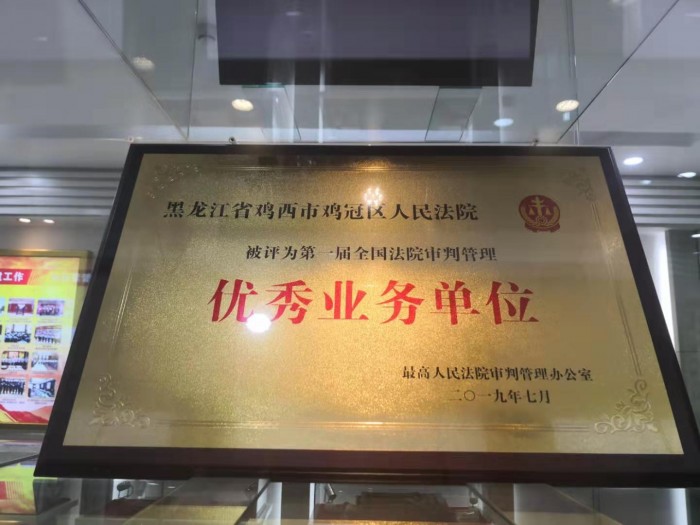 黑龙江省鸡西市鸡冠区人民法院
被评为第一届全国法院审判管理
优秀业务单位
最高人民法院审判管理办公室
二〇一九年七月
工作